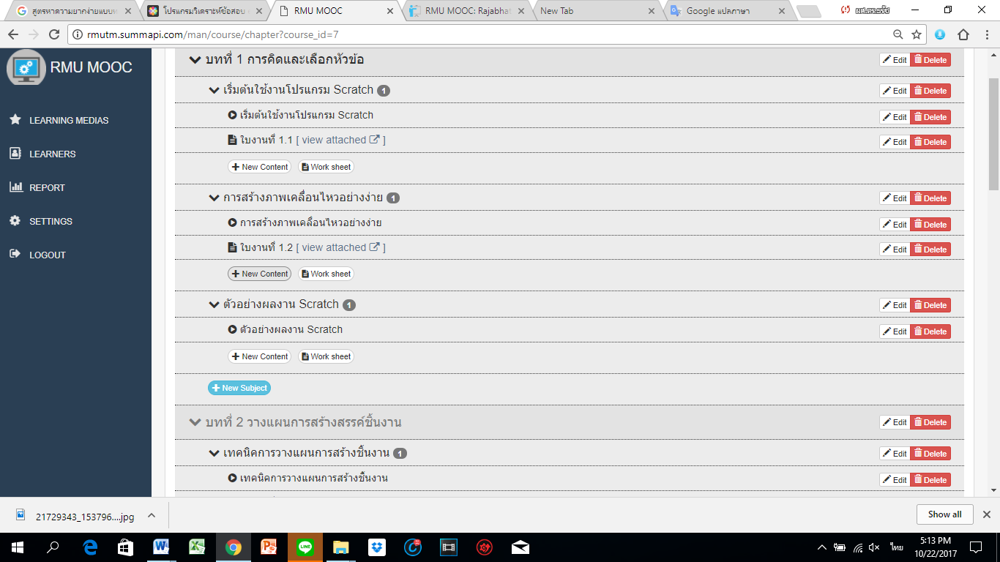 สูตรหาความยากง่ายแบบท
โปรแกรมวิเคราะห์ข้อสอบ
RMU MOOC
RMU MOOC: Rajabhat
New Tab
Google แปลภาษา
rmutm.summapi.com/man/course/chapter?course_id=7
RMU MOOC
LEARNING MEDIAS
LEARNERS
REPORT
SETTINGS
LOGOUT
บทที่ 1 การคิดและเลือกหัวข้อ Edit Delete
เริ่มต้นใช้งานโปรแกรม Scratch 1 Edit Delete
เริ่มต้นใช้งานโปรแกรม Scratch Edit Delete
ใบงานที่ 1.1 [ view attached ] Edit Delete
New Content Work sheet
การสร้างภาพเคลื่อนไหวอย่างง่าย 1 Edit Delete
การสร้างภาพเคลื่อนไหวอย่างง่าย Edit Delete
ใบงานที่ 1.2 [ view attached ] Edit Delete
New Content Work sheet
ตัวอย่างผลงาน Scratch 1 Edit Delete
ตัวอย่างผลงาน Scratch Edit Delete
New Content Work sheet
New Subject
บทที่ 2 วางแผนการสร้างสรรค์ชิ้นงาน Edit Delete
เทคนิคการวางแผนการสร้างชิ้นงาน 1 Edit Delete
เทคนิคการวางแผนการสร้างชิ้นงาน Edit Delete
21729343_153796....jpg
Show all
ไทย
5:13 PM
10/22/2017